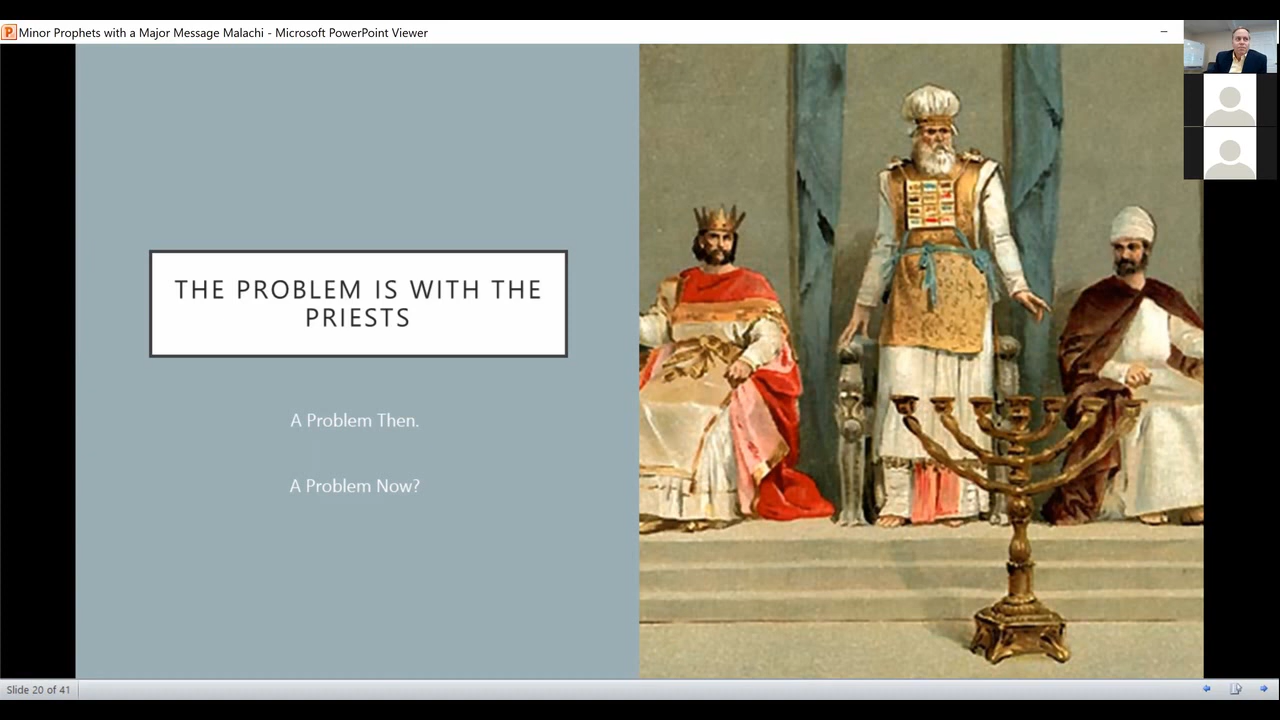 Minor Prophets with a Major Message Malachi - Microsoft PowerPoint Viewer
THE PROBLEM IS WITH THE
PRIESTS
A Problem Then.
A Problem Now?
Slide 20 of 41